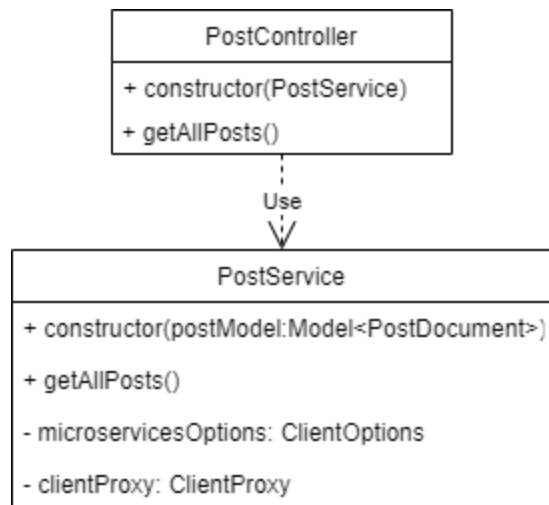 PostController
+ constructor(PostService)
+ getAllPosts()
Use
PostService
+ constructor(postModel:Model<PostDocument>)
+ getAllPosts()
- microservicesOptions: ClientOptions
- clientProxy: ClientProxy